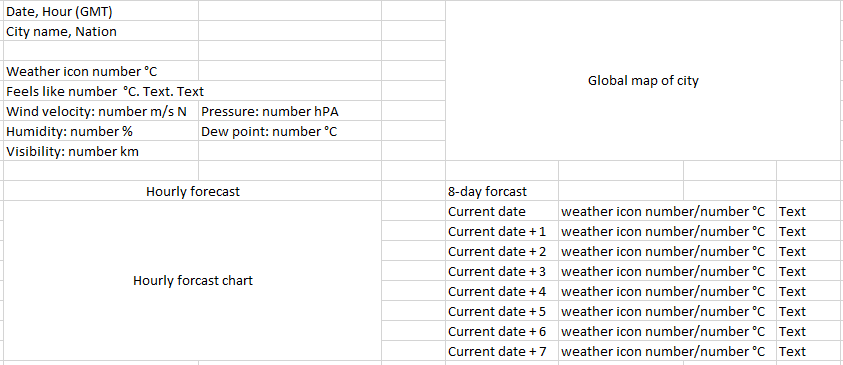 Date, Hour (GMT)
City name, Nation
Global map of city
Weather icon number °C
Feels like number °C. Text. Text
Wind velocity: number m/s N Pressure: number hPA
Humidity: number % Dew point: number °C
Visibility: number km
Hourly forecast
Hourly forcast chart
8-day forcast
Current date weather icon number/number °C Text
Current date + 1 weather icon number/number °C Text
Current date + 2 weather icon number/number °C Text
Current date + 3 weather icon number/number °C Text
Current date + 4 weather icon number/number °C Text
Current date + 5 weather icon number/number °C Text
Current date + 6 weather icon number/number °C Text
Current date + 7 weather icon number/number °C Text